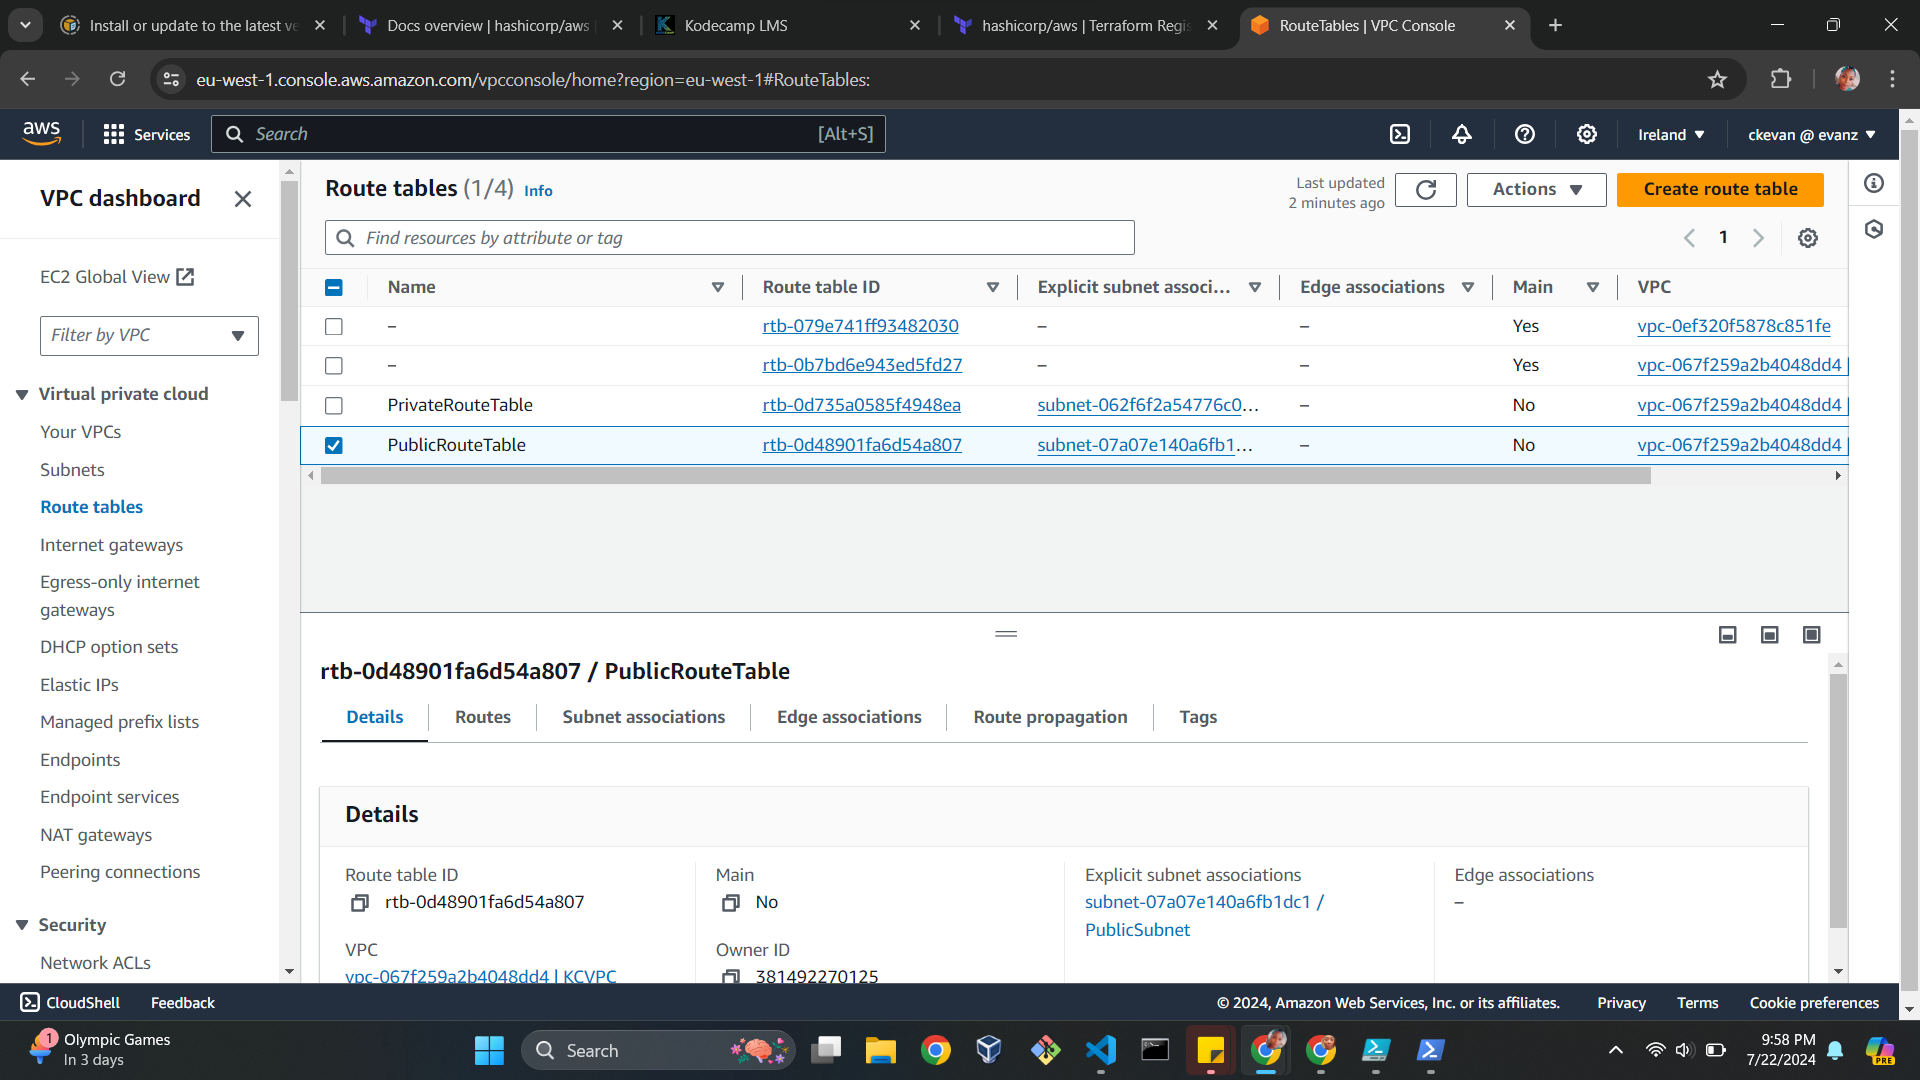 Install or update to the latest ve
Docs overview | hashicorp/aws
Kodecamp LMS
hashicorp/aws | Terraform Regis
RouteTables | VPC Console
eu-west-1.console.aws.amazon.com/vpcconsole/home?region=eu-west-1#RouteTables:
aws
Services
Search
[Alt+S]
Ireland
ckevan @ evanz
VPC dashboard
EC2 Global View
Filter by VPC
Virtual private cloud
Your VPCs
Subnets
Route tables
Internet gateways
Egress-only internet
gateways
DHCP option sets
Elastic IPs
Managed prefix lists
Endpoints
Endpoint services
NAT gateways
Peering connections
Security
Network ACLs
Route tables (1/4) Info
Last updated
2 minutes ago
Actions
Create route table
Find resources by attribute or tag
1
Name Route table ID Explicit subnet associ... Edge associations Main VPC
– rtb-079e741ff93482030 – – Yes vpc-0ef320f5878c851fe
– rtb-0b7bd6e943ed5fd27 – – Yes vpc-067f259a2b4048dd4 |
PrivateRouteTable rtb-0d735a0585f4948ea subnet-062f6f2a54776c0... – No vpc-067f259a2b4048dd4 |
PublicRouteTable rtb-0d48901fa6d54a807 subnet-07a07e140a6fb1... – No vpc-067f259a2b4048dd4 |
rtb-0d48901fa6d54a807 / PublicRouteTable
Details Routes Subnet associations Edge associations Route propagation Tags
Details
Route table ID
rtb-0d48901fa6d54a807
Main
No
Explicit subnet associations
subnet-07a07e140a6fb1dc1 /
PublicSubnet
Edge associations
–
VPC
vpc-067f259a2b4048dd4 | KCVPC
Owner ID
381492270125
CloudShell
Feedback
© 2024, Amazon Web Services, Inc. or its affiliates.
Privacy
Terms
Cookie preferences
1
Olympic Games
In 3 days
Search
9:58 PM
7/22/2024
PRE